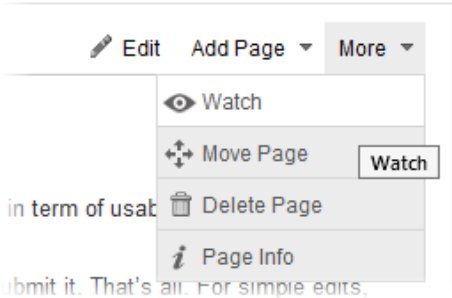 Edit Add Page More
Watch
Move Page
Watch
in term of usab
Delete Page
Page Info
ubmit it. That's all. For simple edits,